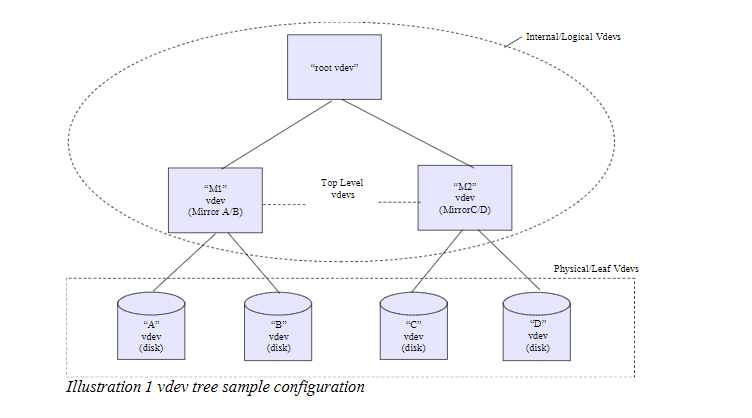 Internal/Logical Vdevs
“root vdev”
“M1”
vdev
(Mirror A/B)
Top Level
vdevs
“M2”
vdev
(MirrorC/D)
Physical/Leaf Vdevs
“A”
vdev
(disk)
“B”
vdev
(disk)
“C”
vdev
(disk)
“D”
vdev
(disk)
Illustration 1 vdev tree sample configuration